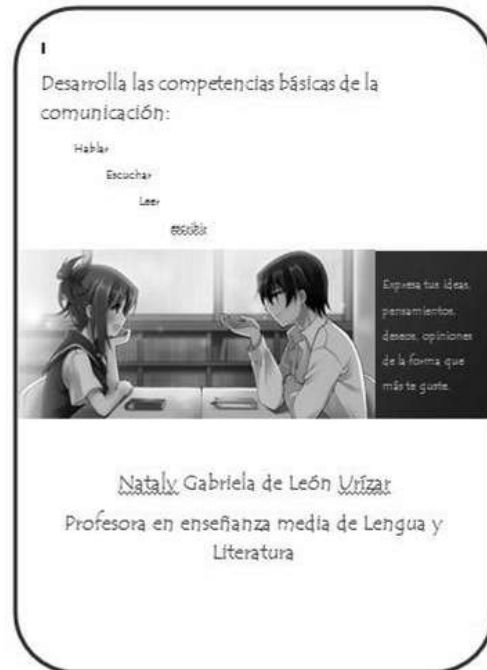 I
Desarrolla las competencias básicas de la
comunicación:
Hablar
Escuchar
Leer
escribir
Expresa tus ideas,
pensamientos,
deseos, opiniones
de la forma que
más te guste.
Nataly Gabriela de León Urízar
Profesora en enseñanza media de Lengua y
Literatura